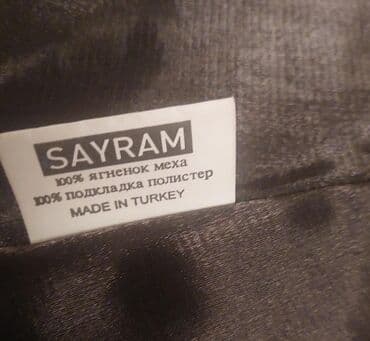 SAYRAM
100% ягненок меха
100% подкладка полистер
MADE IN TURKEY